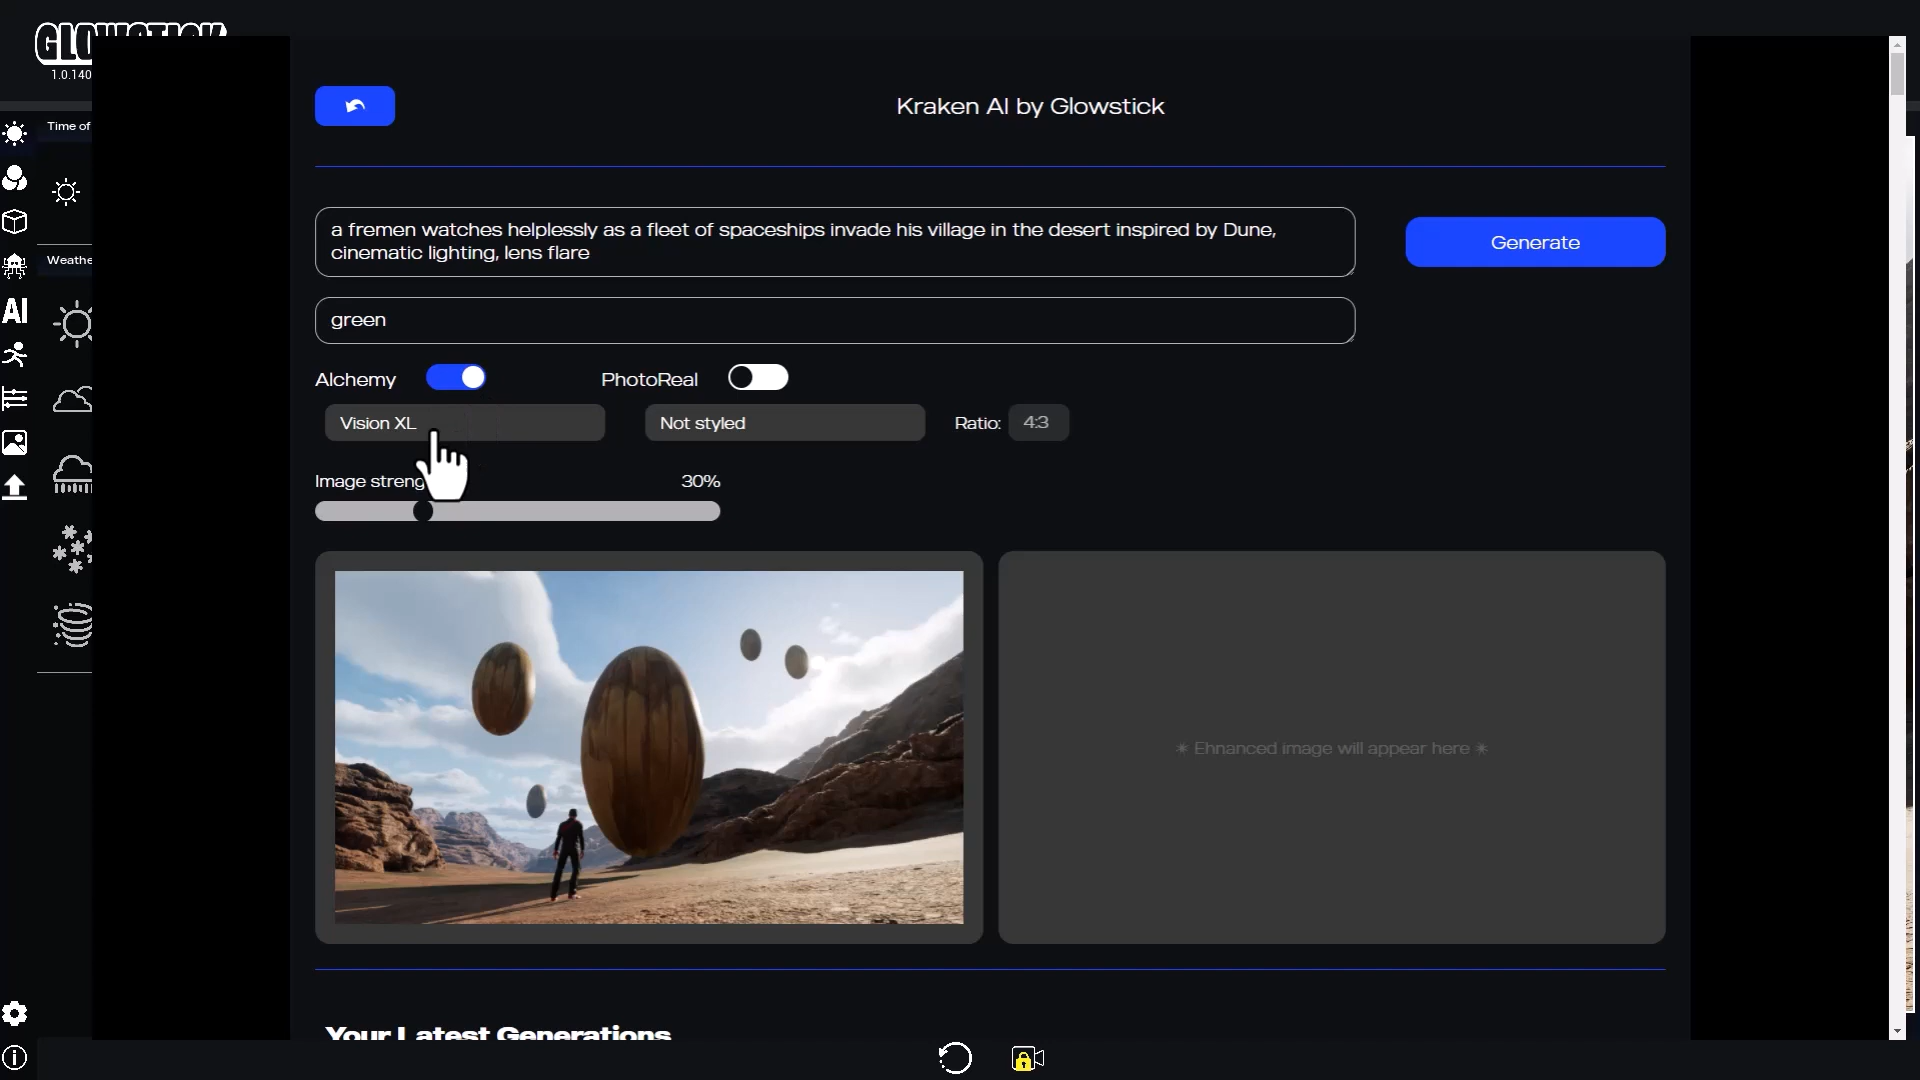 1.0.140
Kraken AI by Glowstick
Time of
a fremen watches helplessly as a fleet of spaceships invade his village in the desert inspired by Dune,
cinematic lighting, lens flare
Generate
Weathe
AI
green
Alchemy
PhotoReal
Vision XL
Not styled
Ratio: 4:3
Image streng
30%
✴ Ehnanced image will appear here ✴
Your Latest Generations